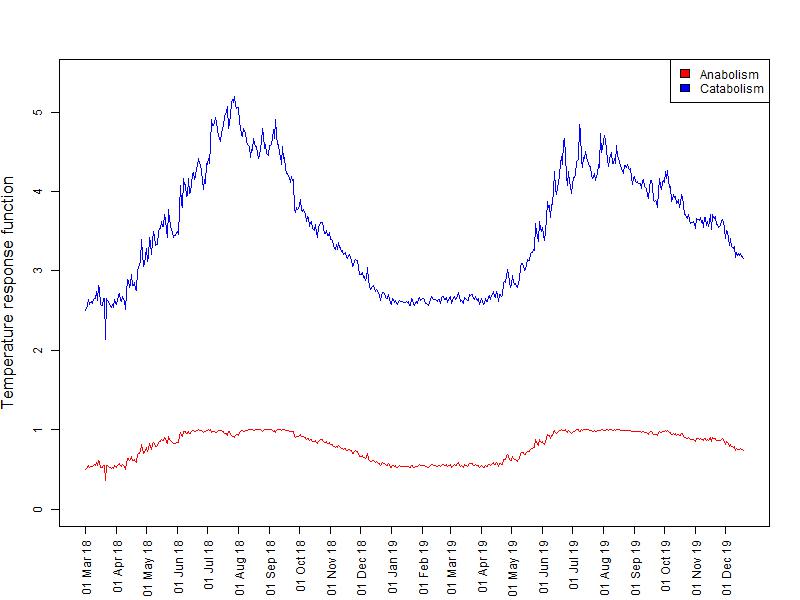 Anabolism
Catabolism
Temperature response function
5
4
3
2
1
0
01 Mar 18
01 Apr 18
01 May 18
01 Jun 18
01 Jul 18
01 Aug 18
01 Sep 18
01 Oct 18
01 Nov 18
01 Dec 18
01 Jan 19
01 Feb 19
01 Mar 19
01 Apr 19
01 May 19
01 Jun 19
01 Jul 19
01 Aug 19
01 Sep 19
01 Oct 19
01 Nov 19
01 Dec 19